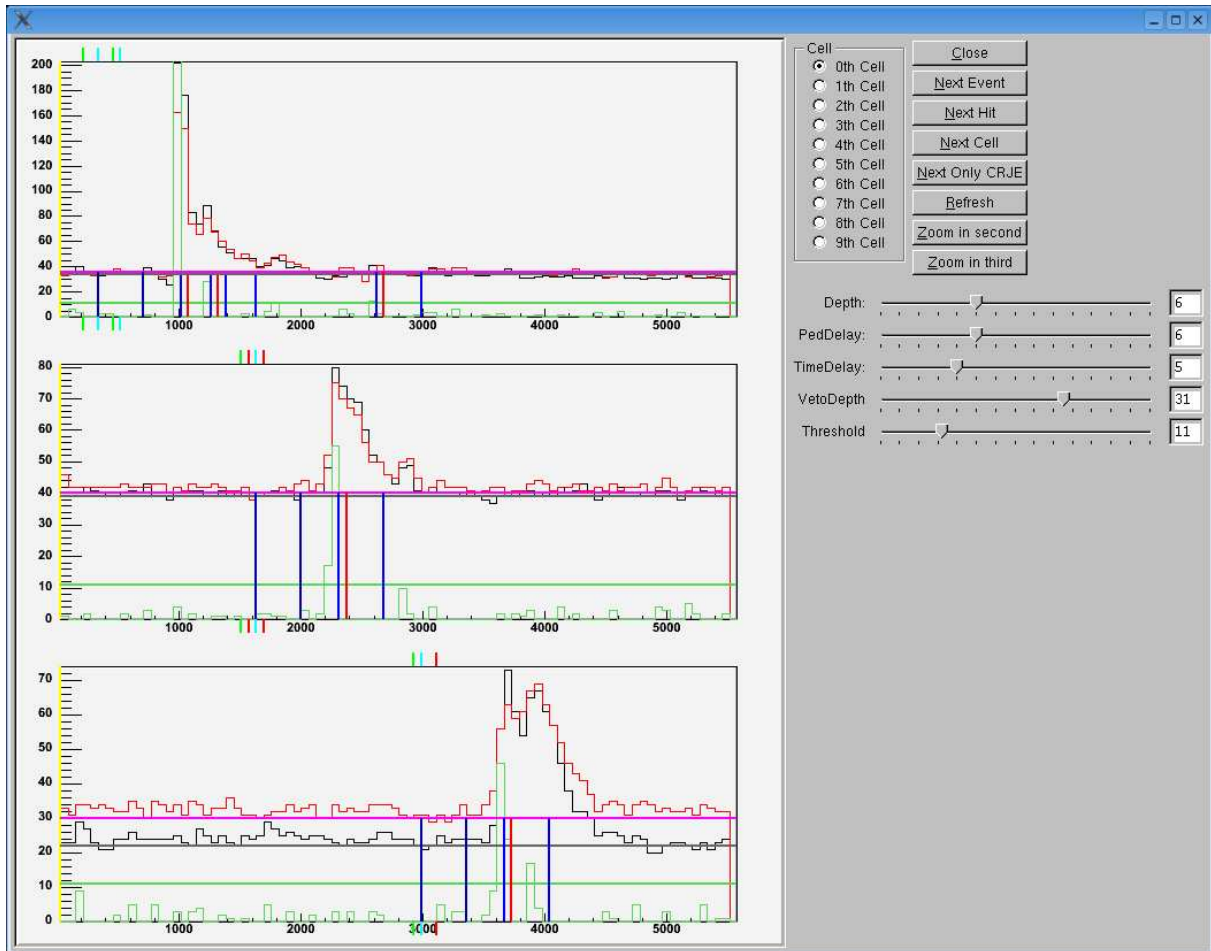 200
180
160
140
120
100
80
60
40
20
0
1000 2000 3000 4000 5000
80
70
60
50
40
30
20
10
0
1000 2000 3000 4000 5000
70
60
50
40
30
20
10
0
1000 2000 3000 4000 5000
Cell
0th Cell
1th Cell
2th Cell
3th Cell
4th Cell
5th Cell
6th Cell
7th Cell
8th Cell
9th Cell
Close
Next Event
Next Hit
Next Cell
Next Only CRJE
Refresh
Zoom in second
Zoom in third
Depth: 6
PedDelay: 6
TimeDelay: 5
VetoDepth 31
Threshold 11